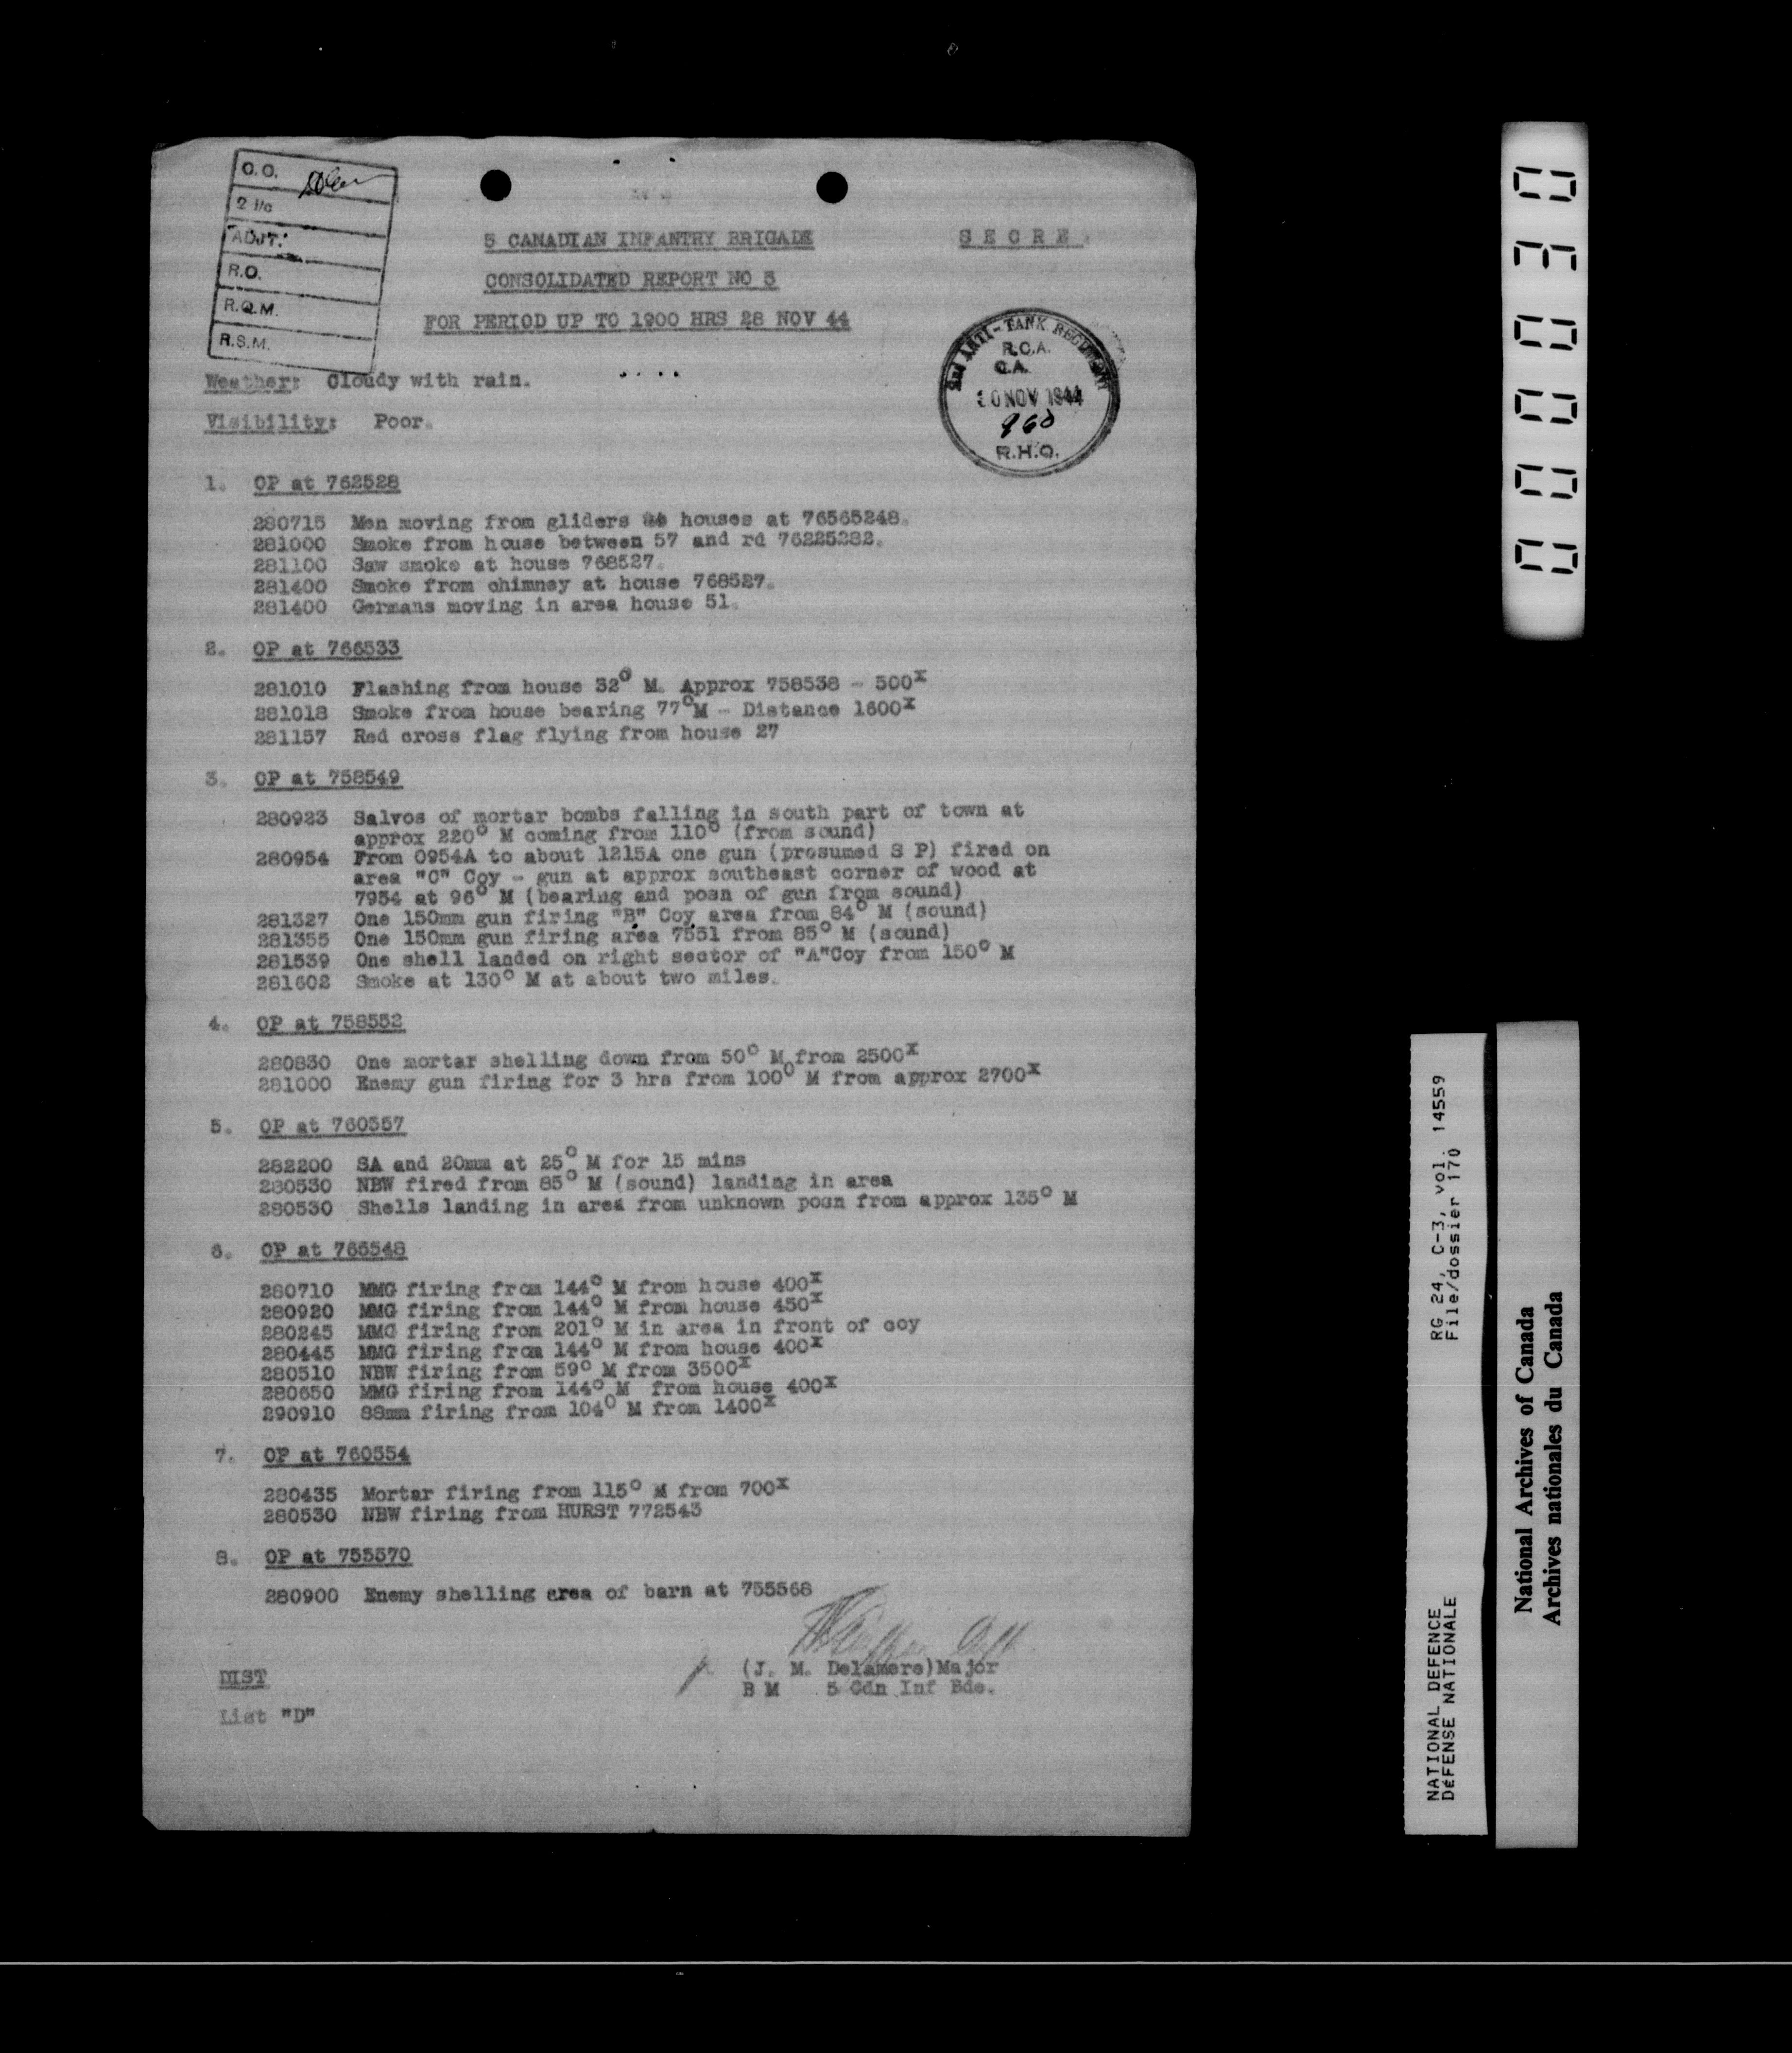 O.O.
2 I/c
ADJT.
R.O.
R.Q.M.
R.S.M.
5 CANADIAN INFANTRY BRIGADE
SECRE
CONSOLIDATED REPORT NO 5
FOR PERIOD UP TO 1900 HRS 28 NOV 44
2nd ANTI-TANK REGIMENT
R.C.A.
C.A.
NOV 1944
960
R.H.Q.
Weather: Cloudy with rain.
Visibility: Poor.
1. OP at 762528
280715 Men moving from gliders houses at 76565248.
281000 Smoke from house between 57 and rd 76225282.
281100 Saw smoke at house 768527.
281400 Smoke from chimney at house 768527.
281400 Germans moving in area house 51.
2. OP at 766533
281010 Flashing from house 32° M. Approx 758538 - 500x
281018 Smoke from house bearing 77°M - Distance 1600x
281157 Red cross flag flying from house 27
3. OP at 758549
280923 Salvos of mortar bombs falling in south part of town at
approx 220° M coming from 110° (from sound)
280954 From 0954A to about 1215A one gun (presumed S P) fired on
area "C" Coy - gun at approx southeast corner of wood at
7954 at 96° M (bearing and posn of gun from sound)
281327 One 150mm gun firing "B" Coy area from 84° M (sound)
281355 One 150mm gun firing area 7551 from 85° M (sound)
281539 One shell landed on right sector of "A"Coy from 150° M
281602 Smoke at 130° M at about two miles.
4. OP at 758552
280830 One mortar shelling down from 50° M from 2500x
281000 Enemy gun firing for 3 hrs from 100° M from approx 2700x
5. OP at 760557
282200 SA and 20mm at 25° M for 15 mins
280530 NBW fired from 85° M (sound) landing in area
280530 Shells landing in area from unknown posn from approx 135° M
6. OP at 765548
280710 MMG firing from 144° M from house 400x
280920 MMG firing from 144° M from house 450x
280245 MMG firing from 201° M in area in front of coy
280445 MMG firing from 144° M from house 400x
280510 NBW firing from 59° M from 3500x
280650 MMG firing from 144° M from house 400x
290910 88mm firing from 104° M from 1400x
7. OP at 760554
280435 Mortar firing from 115° M from 700x
280530 NBW firing from HURST 772543
8. OP at 755570
280900 Enemy shelling area of barn at 755568
(J. M. Delamere)Major
B M 5 Cdn Inf Bde.
DIST
List "D"
000030
RG 24, C-3, vol. 14559
File/dossier 170
NATIONAL DEFENCE
DÉFENSE NATIONALE
National Archives of Canada
Archives nationales du Canada